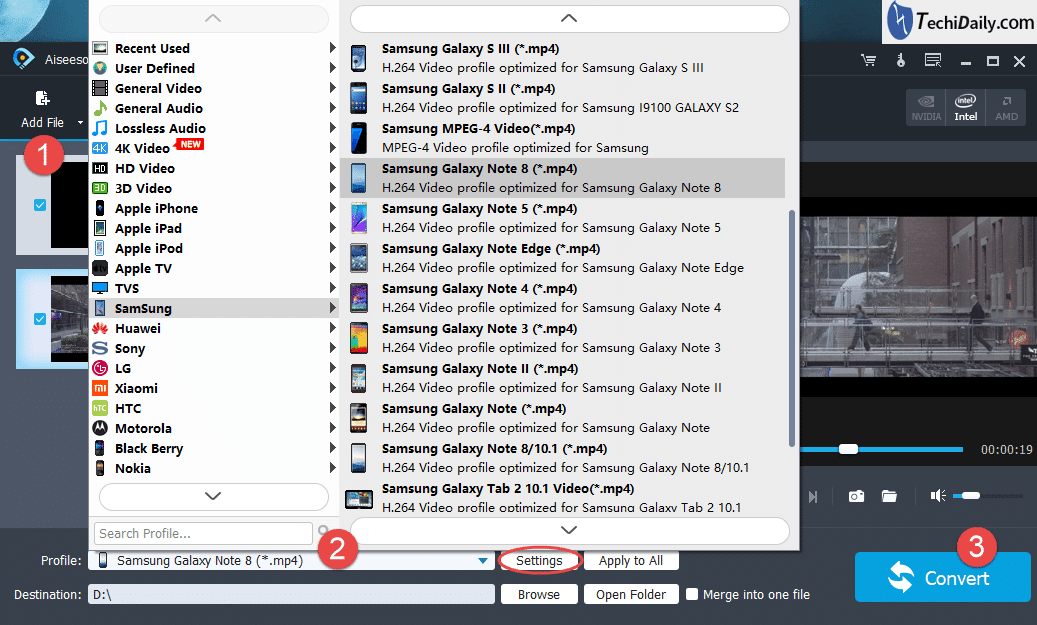 TechiDaily.com
Aiseeso
Add File
1
NVIDIA
intel
Intel
AMD
Recent Used
User Defined
General Video
General Audio
Lossless Audio
4K
4K Video
NEW
HD
HD Video
3D
3D Video
Apple iPhone
Apple iPad
Apple iPod
tv
Apple TV
TVS
SamSung
Huawei
Sony
LG
mi
Xiaomi
hTC
HTC
Motorola
Black Berry
Nokia
Search Profile...
Samsung Galaxy S III (*.mp4)
H.264 Video profile optimized for Samsung Galaxy S III
Samsung Galaxy S II (*.mp4)
H.264 Video profile optimized for Samsung I9100 GALAXY S2
Samsung MPEG-4 Video(*.mp4)
MPEG-4 Video profile optimized for Samsung
Samsung Galaxy Note 8 (*.mp4)
H.264 Video profile optimized for Samsung Galaxy Note 8
Samsung Galaxy Note 5 (*.mp4)
H.264 Video profile optimized for Samsung Galaxy Note 5
Samsung Galaxy Note Edge (*.mp4)
H.264 Video profile optimized for Samsung Galaxy Note Edge
Samsung Galaxy Note 4 (*.mp4)
H.264 Video profile optimized for Samsung Galaxy Note 4
Samsung Galaxy Note 3 (*.mp4)
H.264 Video profile optimized for Samsung Galaxy Note 3
Samsung Galaxy Note II (*.mp4)
H.264 Video profile optimized for Samsung Galaxy Note II
Samsung Galaxy Note (*.mp4)
H.264 Video profile optimized for Samsung Galaxy Note
Samsung Galaxy Note 8/10.1 (*.mp4)
H.264 Video profile optimized for Samsung Galaxy Note 8/10.1
Samsung Galaxy Tab 2 10.1 Video(*.mp4)
H.264 Video profile optimized for Samsung Galaxy Tab 2 10.1
00:00:19
2
3
Profile:
Samsung Galaxy Note 8 (*.mp4)
Settings
Apply to All
Convert
Destination:
D:\
Browse
Open Folder
Merge into one file